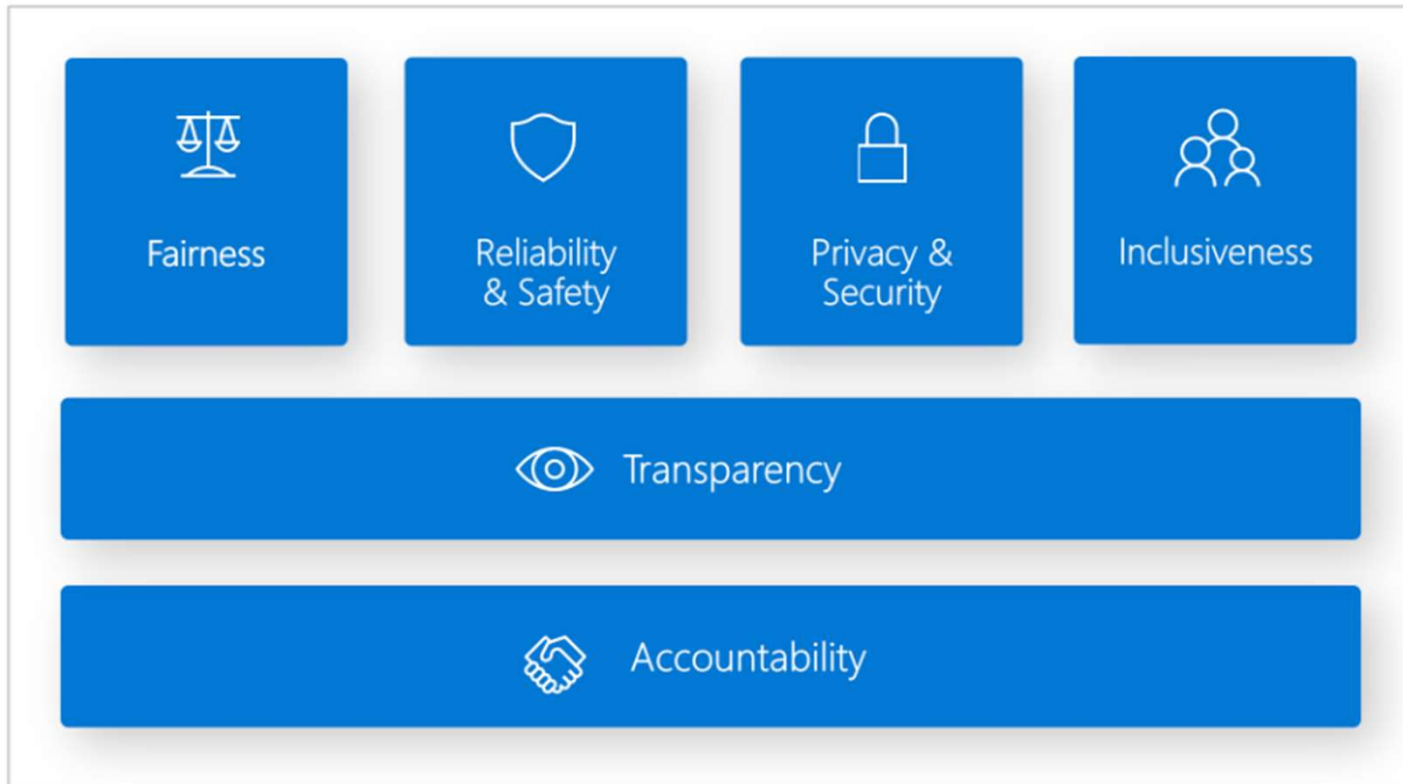 Fairness
Reliability
& Safety
Privacy &
Security
Inclusiveness
Transparency
Accountability